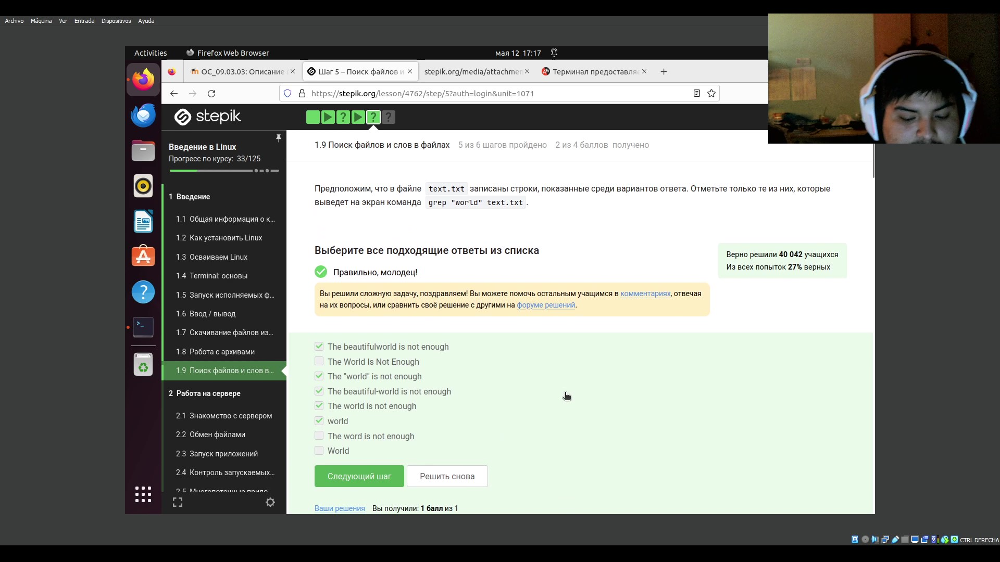 Archivo Máquina Ver Entrada Dispositivos Ayuda
Activities Firefox Web Browser мая 12 17:17
ОС_09.03.03: Описание Шаг 5 – Поиск файлов и stepik.org/media/attachmen Терминал предоставляе
https://stepik.org/lesson/4762/step/5?auth=login&unit=1071
stepik ? ? ?
Введение в Linux
Прогресс по курсу: 33/125
1 Введение
1.1 Общая информация о к...
1.2 Как установить Linux
1.3 Осваиваем Linux
1.4 Terminal: основы
1.5 Запуск исполняемых ф...
1.6 Ввод / вывод
1.7 Скачивание файлов из...
1.8 Работа с архивами
1.9 Поиск файлов и слов в...
2 Работа на сервере
2.1 Знакомство с сервером
2.2 Обмен файлами
2.3 Запуск приложений
2.4 Контроль запускаемых...
2.5 Многопоточные прило...
1.9 Поиск файлов и слов в файлах 5 из 6 шагов пройдено 2 из 4 баллов получено
Предположим, что в файле text.txt записаны строки, показанные среди вариантов ответа. Отметьте только те из них, которые
выведет на экран команда grep "world" text.txt .
Выберите все подходящие ответы из списка
Верно решили 40 042 учащихся
Из всех попыток 27% верных
Правильно, молодец!
Вы решили сложную задачу, поздравляем! Вы можете помочь остальным учащимся в комментариях, отвечая
на их вопросы, или сравнить своё решение с другими на форуме решений.
The beautifulworld is not enough
The World Is Not Enough
The "world" is not enough
The beautiful-world is not enough
The world is not enough
world
The word is not enough
World
Следующий шаг Решить снова
Ваши решения Вы получили: 1 балл из 1
CTRL DERECHA